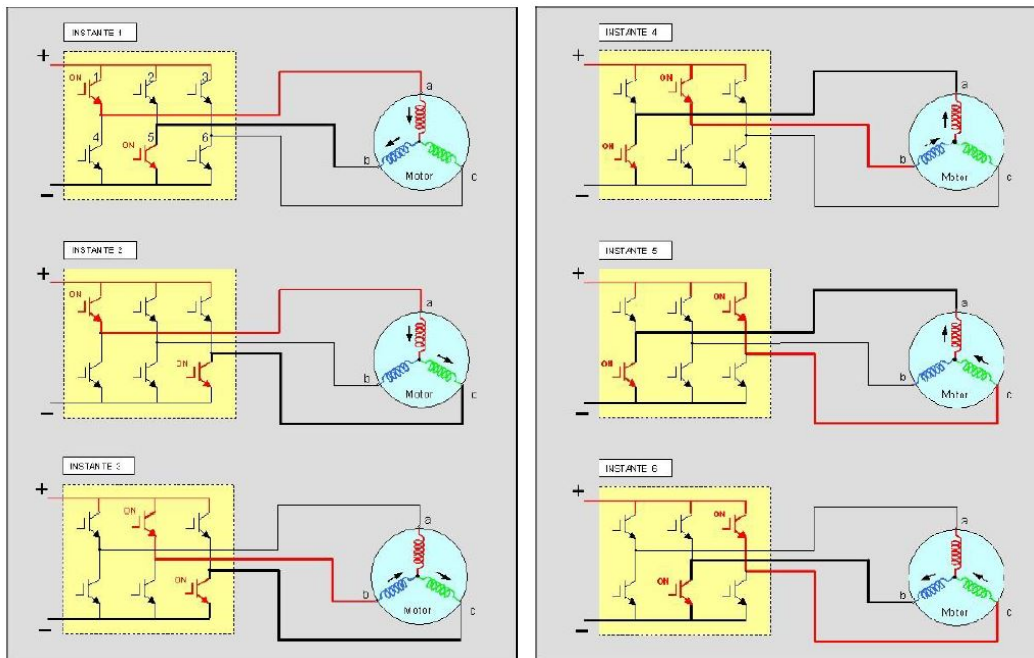 INSTANTE 1
+
1 2 3
ON
a
4 5 6
ON
b
Motor
c
−
INSTANTE 2
+
ON
a
ON
b
Motor
c
−
INSTANTE 3
+
ON
a
ON
b
Motor
c
−
INSTANTE 4
+
ON
a
ON
b
Motor
c
−
INSTANTE 5
+
ON
a
ON
b
Motor
c
−
INSTANTE 6
+
ON
a
ON
b
Motor
c
−